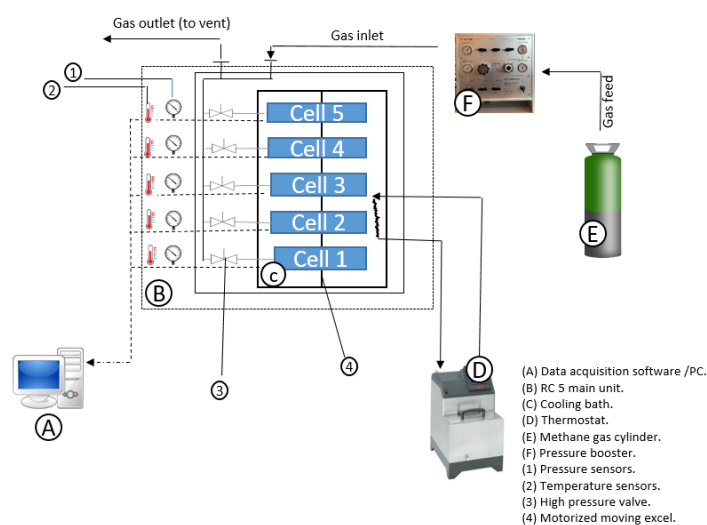 Gas outlet (to vent)
Gas inlet
1
2
F
Gas feed
Cell 5
Cell 4
Cell 3
Cell 2
Cell 1
E
B
c
D
4
3
A
(A) Data acquisition software /PC.
(B) RC 5 main unit.
(C) Cooling bath.
(D) Thermostat.
(E) Methane gas cylinder.
(F) Pressure booster.
(1) Pressure sensors.
(2) Temperature sensors.
(3) High pressure valve.
(4) Motorized moving excel.